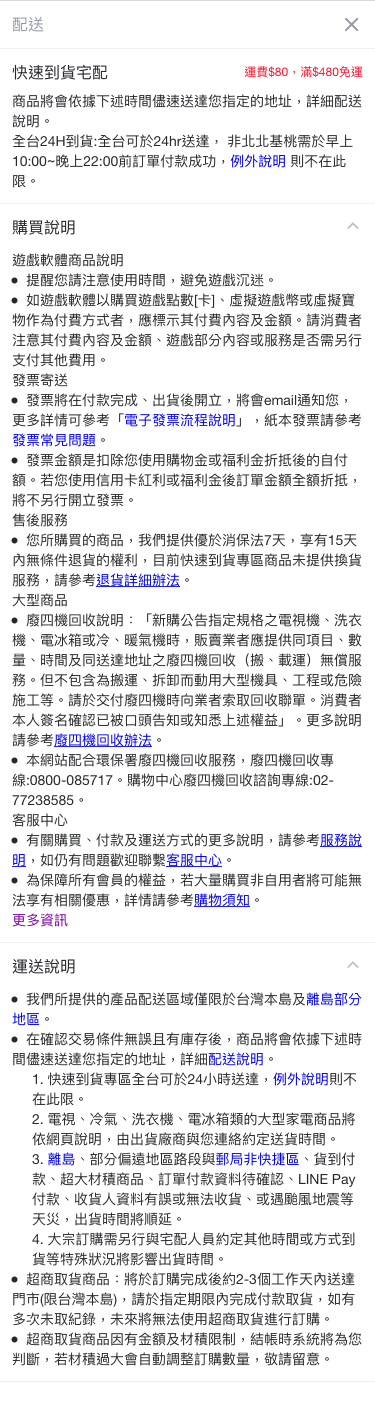 配送
快速到貨宅配
運費$80，滿$480免運
商品將會依據下述時間儘速送達您指定的地址，詳細配送
說明。
全台24H到貨:全台可於24hr送達， 非北北基桃需於早上
10:00~晚上22:00前訂單付款成功，例外說明 則不在此
限。
購買說明
遊戲軟體商品說明
● 提醒您請注意使用時間，避免遊戲沉迷。
● 如遊戲軟體以購買遊戲點數[卡]、虛擬遊戲幣或虛擬寶
物作為付費方式者，應標示其付費內容及金額。請消費者
注意其付費內容及金額、遊戲部分內容或服務是否需另行
支付其他費用。
發票寄送
● 發票將在付款完成、出貨後開立，將會email通知您，
更多詳情可參考「電子發票流程說明」，紙本發票請參考
發票常見問題。
● 發票金額是扣除您使用購物金或福利金折抵後的自付
額。若您使用信用卡紅利或福利金後訂單金額全額折抵，
將不另行開立發票。
售後服務
● 您所購買的商品，我們提供優於消保法7天，享有15天
內無條件退貨的權利，目前快速到貨專區商品未提供換貨
服務，請參考退貨詳細辦法。
大型商品
● 廢四機回收說明：「新購公告指定規格之電視機、洗衣
機、電冰箱或冷、暖氣機時，販賣業者應提供同項目、數
量、時間及同送達地址之廢四機回收（搬、載運）無償服
務。但不包含為搬運、拆卸而動用大型機具、工程或危險
施工等。請於交付廢四機時向業者索取回收聯單。消費者
本人簽名確認已被口頭告知或知悉上述權益」。更多說明
請參考廢四機回收辦法。
● 本網站配合環保署廢四機回收服務，廢四機回收專
線:0800-085717。購物中心廢四機回收諮詢專線:02-
77238585。
客服中心
● 有關購買、付款及運送方式的更多說明，請參考服務說
明，如仍有問題歡迎聯繫客服中心。
● 為保障所有會員的權益，若大量購買非自用者將可能無
法享有相關優惠，詳情請參考購物須知。
更多資訊
運送說明
● 我們所提供的產品配送區域僅限於台灣本島及離島部分
地區。
● 在確認交易條件無誤且有庫存後，商品將會依據下述時
間儘速送達您指定的地址，詳細配送說明。
1. 快速到貨專區全台可於24小時送達，例外說明則不
在此限。
2. 電視、冷氣、洗衣機、電冰箱類的大型家電商品將
依網頁說明，由出貨廠商與您連絡約定送貨時間。
3. 離島、部分偏遠地區路段與郵局非快捷區、貨到付
款、超大材積商品、訂單付款資料待確認、LINE Pay
付款、收貨人資料有誤或無法收貨、或遇颱風地震等
天災，出貨時間將順延。
4. 大宗訂購需另行與宅配人員約定其他時間或方式到
貨等特殊狀況將影響出貨時間。
● 超商取貨商品：將於訂購完成後約2-3個工作天內送達
門市(限台灣本島)，請於指定期限內完成付款取貨，如有
多次未取紀錄，未來將無法使用超商取貨進行訂購。
● 超商取貨商品因有金額及材積限制，結帳時系統將為您
判斷，若材積過大會自動調整訂購數量，敬請留意。